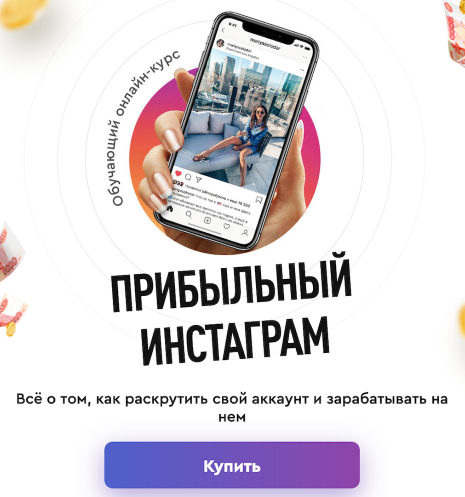 Обучающий онлайн-курс
ПРИБЫЛЬНЫЙ
ИНСТАГРАМ
Всё о том, как раскрутить свой аккаунт и зарабатывать на
нем
Купить